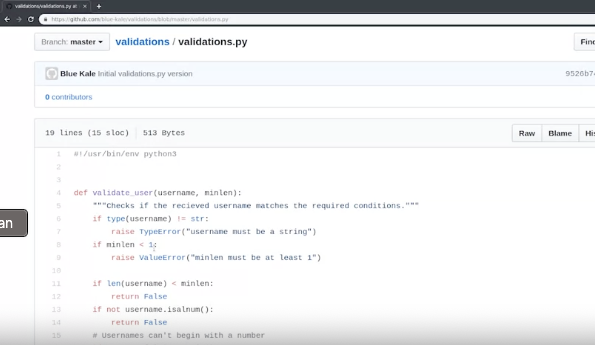 validations/validations.py at
https://github.com/blue-kale/validations/blob/master/validations.py
Branch: master
validations / validations.py
Find
Blue Kale Initial validations.py version
9526b74
0 contributors
19 lines (15 sloc) 513 Bytes
Raw Blame His
1 #!/usr/bin/env python3
2
3
4 def validate_user(username, minlen):
5 """Checks if the recieved username matches the required conditions."""
6 if type(username) != str:
7 raise TypeError("username must be a string")
8 if minlen < 1:
9 raise ValueError("minlen must be at least 1")
10
11 if len(username) < minlen:
12 return False
13 if not username.isalnum():
14 return False
15 # Usernames can't begin with a number
an